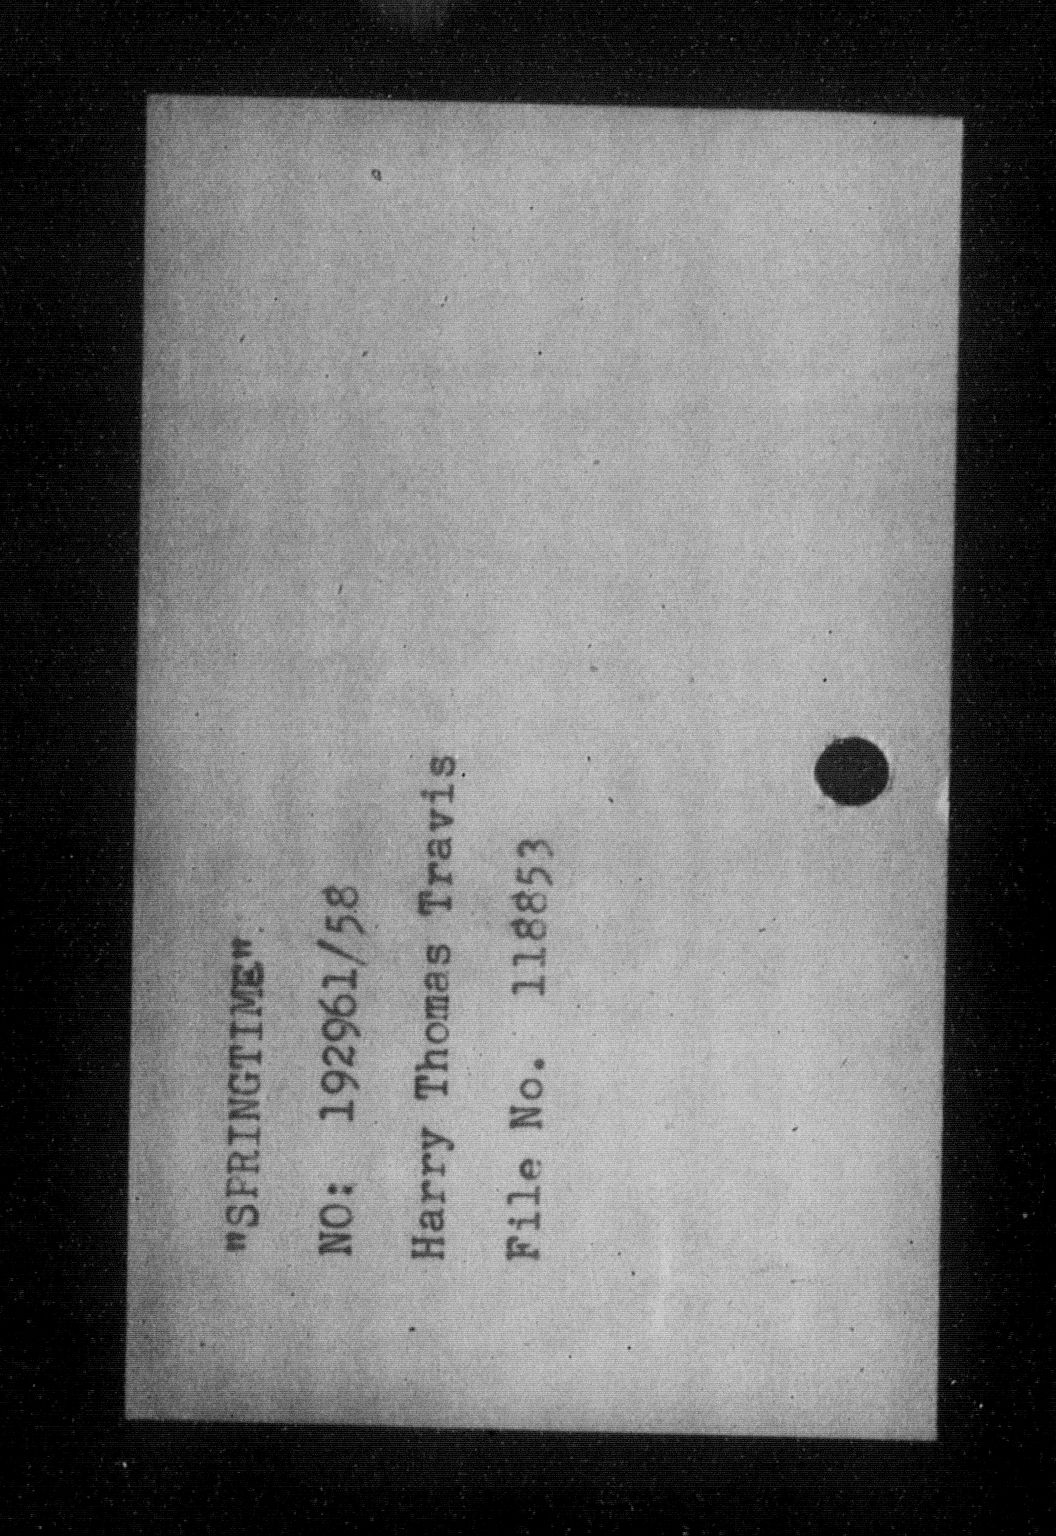 "SPRINGTIME"
NO: 192961/58
Harry Thomas Travis
File No. 118853